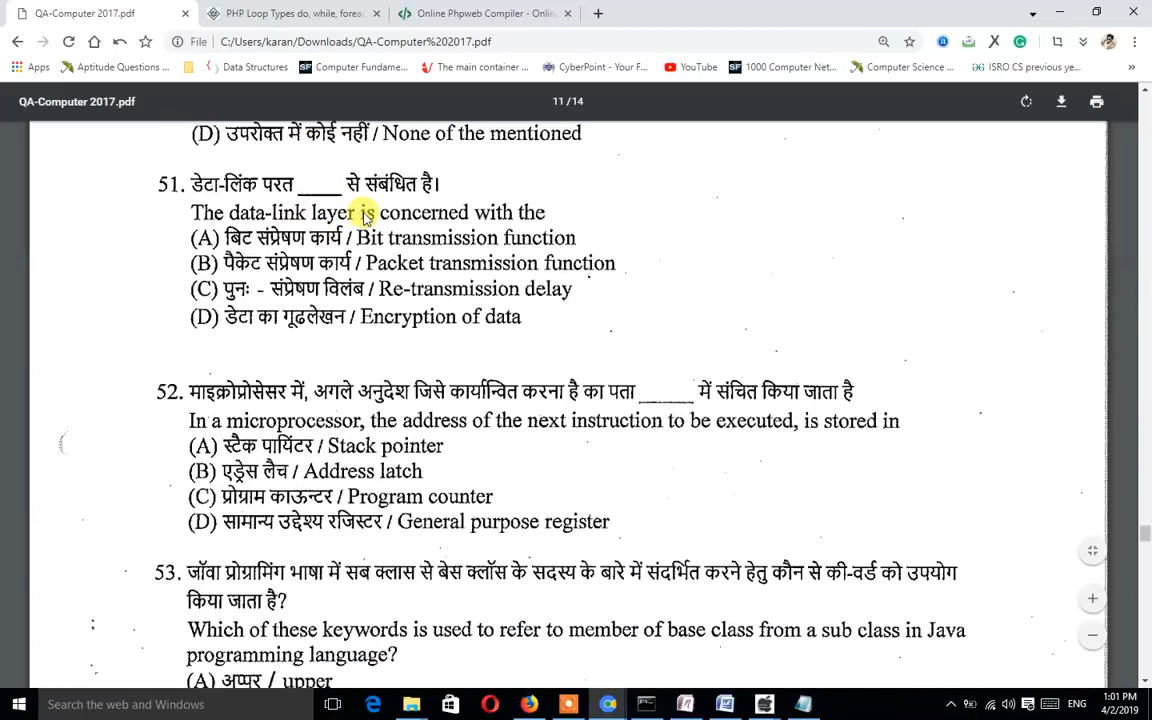 QA-Computer 2017.pdf
PHP Loop Types do, while, forea
Online Phpweb Compiler - Onlin
File
C:/Users/karan/Downloads/QA-Computer%202017.pdf
Apps
Aptitude Questions ...
Data Structures
Computer Fundame...
The main container ...
CyberPoint - Your F...
YouTube
1000 Computer Net...
Computer Science ...
ISRO CS previous ye...
QA-Computer 2017.pdf
11 / 14
(D) उपरोक्त में कोई नहीं / None of the mentioned
51. डेटा-लिंक परत _____ से संबंधित है।
The data-link layer is concerned with the
(A) बिट संप्रेषण कार्य / Bit transmission function
(B) पैकेट संप्रेषण कार्य / Packet transmission function
(C) पुनः - संप्रेषण विलंब / Re-transmission delay
(D) डेटा का गूढलेखन / Encryption of data
52. माइक्रोप्रोसेसर में, अगले अनुदेश जिसे कार्यान्वित करना है का पता ______ में संचित किया जाता है
In a microprocessor, the address of the next instruction to be executed, is stored in
(A) स्टैक पायिंटर / Stack pointer
(B) एड्रेस लैच / Address latch
(C) प्रोग्राम काऊन्टर / Program counter
(D) सामान्य उद्देश्य रजिस्टर / General purpose register
53. जॉवा प्रोग्रामिंग भाषा में सब क्लास से बेस क्लॉस के सदस्य के बारे में संदर्भित करने हेतु कौन से की-वर्ड को उपयोग
किया जाता है?
Which of these keywords is used to refer to member of base class from a sub class in Java
programming language?
(A) अप्पर / upper
Search the web and Windows
ENG
1:01 PM
4/2/2019